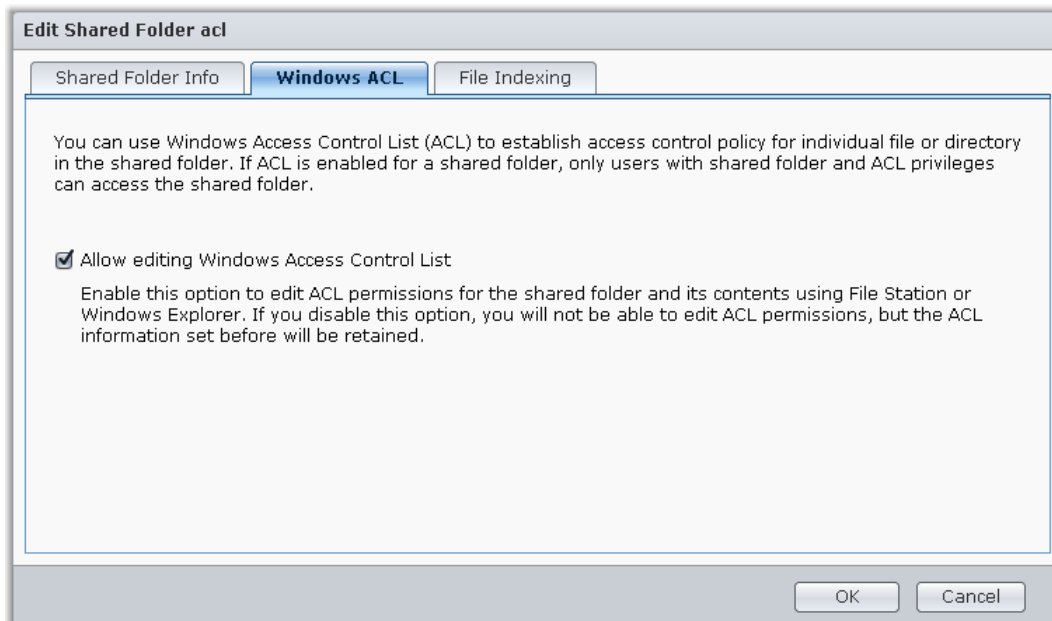 Edit Shared Folder acl
Shared Folder Info
Windows ACL
File Indexing
You can use Windows Access Control List (ACL) to establish access control policy for individual file or directory
in the shared folder. If ACL is enabled for a shared folder, only users with shared folder and ACL privileges
can access the shared folder.
Allow editing Windows Access Control List
Enable this option to edit ACL permissions for the shared folder and its contents using File Station or
Windows Explorer. If you disable this option, you will not be able to edit ACL permissions, but the ACL
information set before will be retained.
OK
Cancel